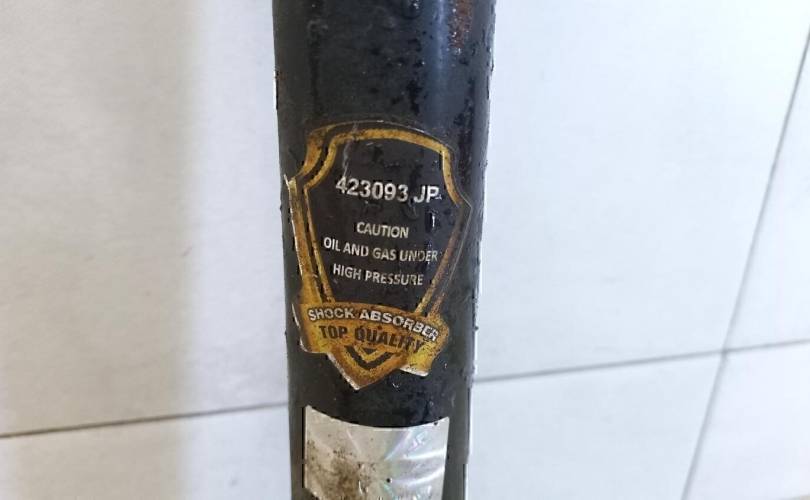 423093 JP
CAUTION
OIL AND GAS UNDER
HIGH PRESSURE
SHOCK ABSORBER
TOP QUALITY